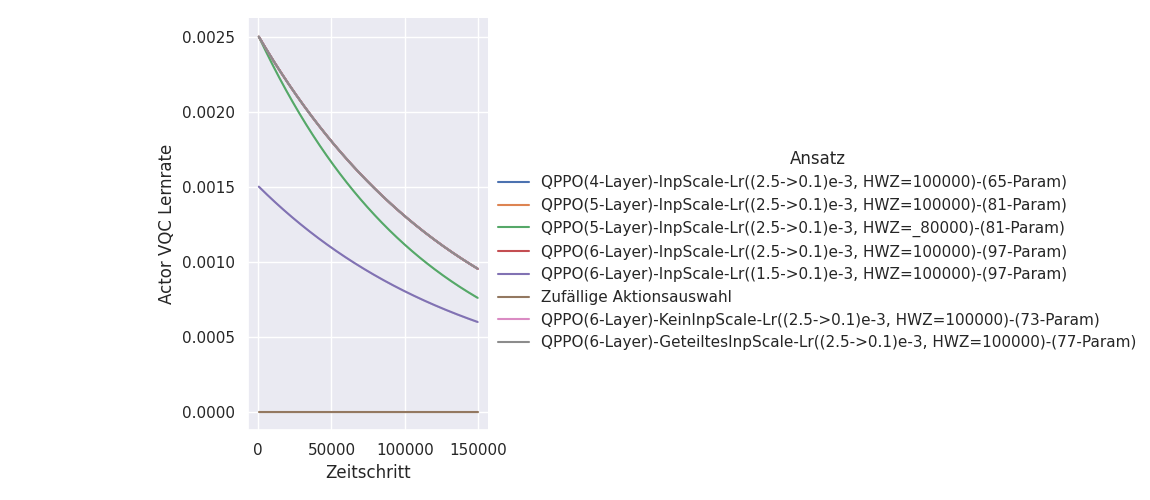 0.0025
0.0020
0.0015
0.0010
0.0005
0.0000
Actor VQC Lernrate
0 50000 100000 150000
Zeitschritt
Ansatz
QPPO(4-Layer)-InpScale-Lr((2.5->0.1)e-3, HWZ=100000)-(65-Param)
QPPO(5-Layer)-InpScale-Lr((2.5->0.1)e-3, HWZ=100000)-(81-Param)
QPPO(5-Layer)-InpScale-Lr((2.5->0.1)e-3, HWZ=_80000)-(81-Param)
QPPO(6-Layer)-InpScale-Lr((2.5->0.1)e-3, HWZ=100000)-(97-Param)
QPPO(6-Layer)-InpScale-Lr((1.5->0.1)e-3, HWZ=100000)-(97-Param)
Zufällige Aktionsauswahl
QPPO(6-Layer)-KeinInpScale-Lr((2.5->0.1)e-3, HWZ=100000)-(73-Param)
QPPO(6-Layer)-GeteiltesInpScale-Lr((2.5->0.1)e-3, HWZ=100000)-(77-Param)